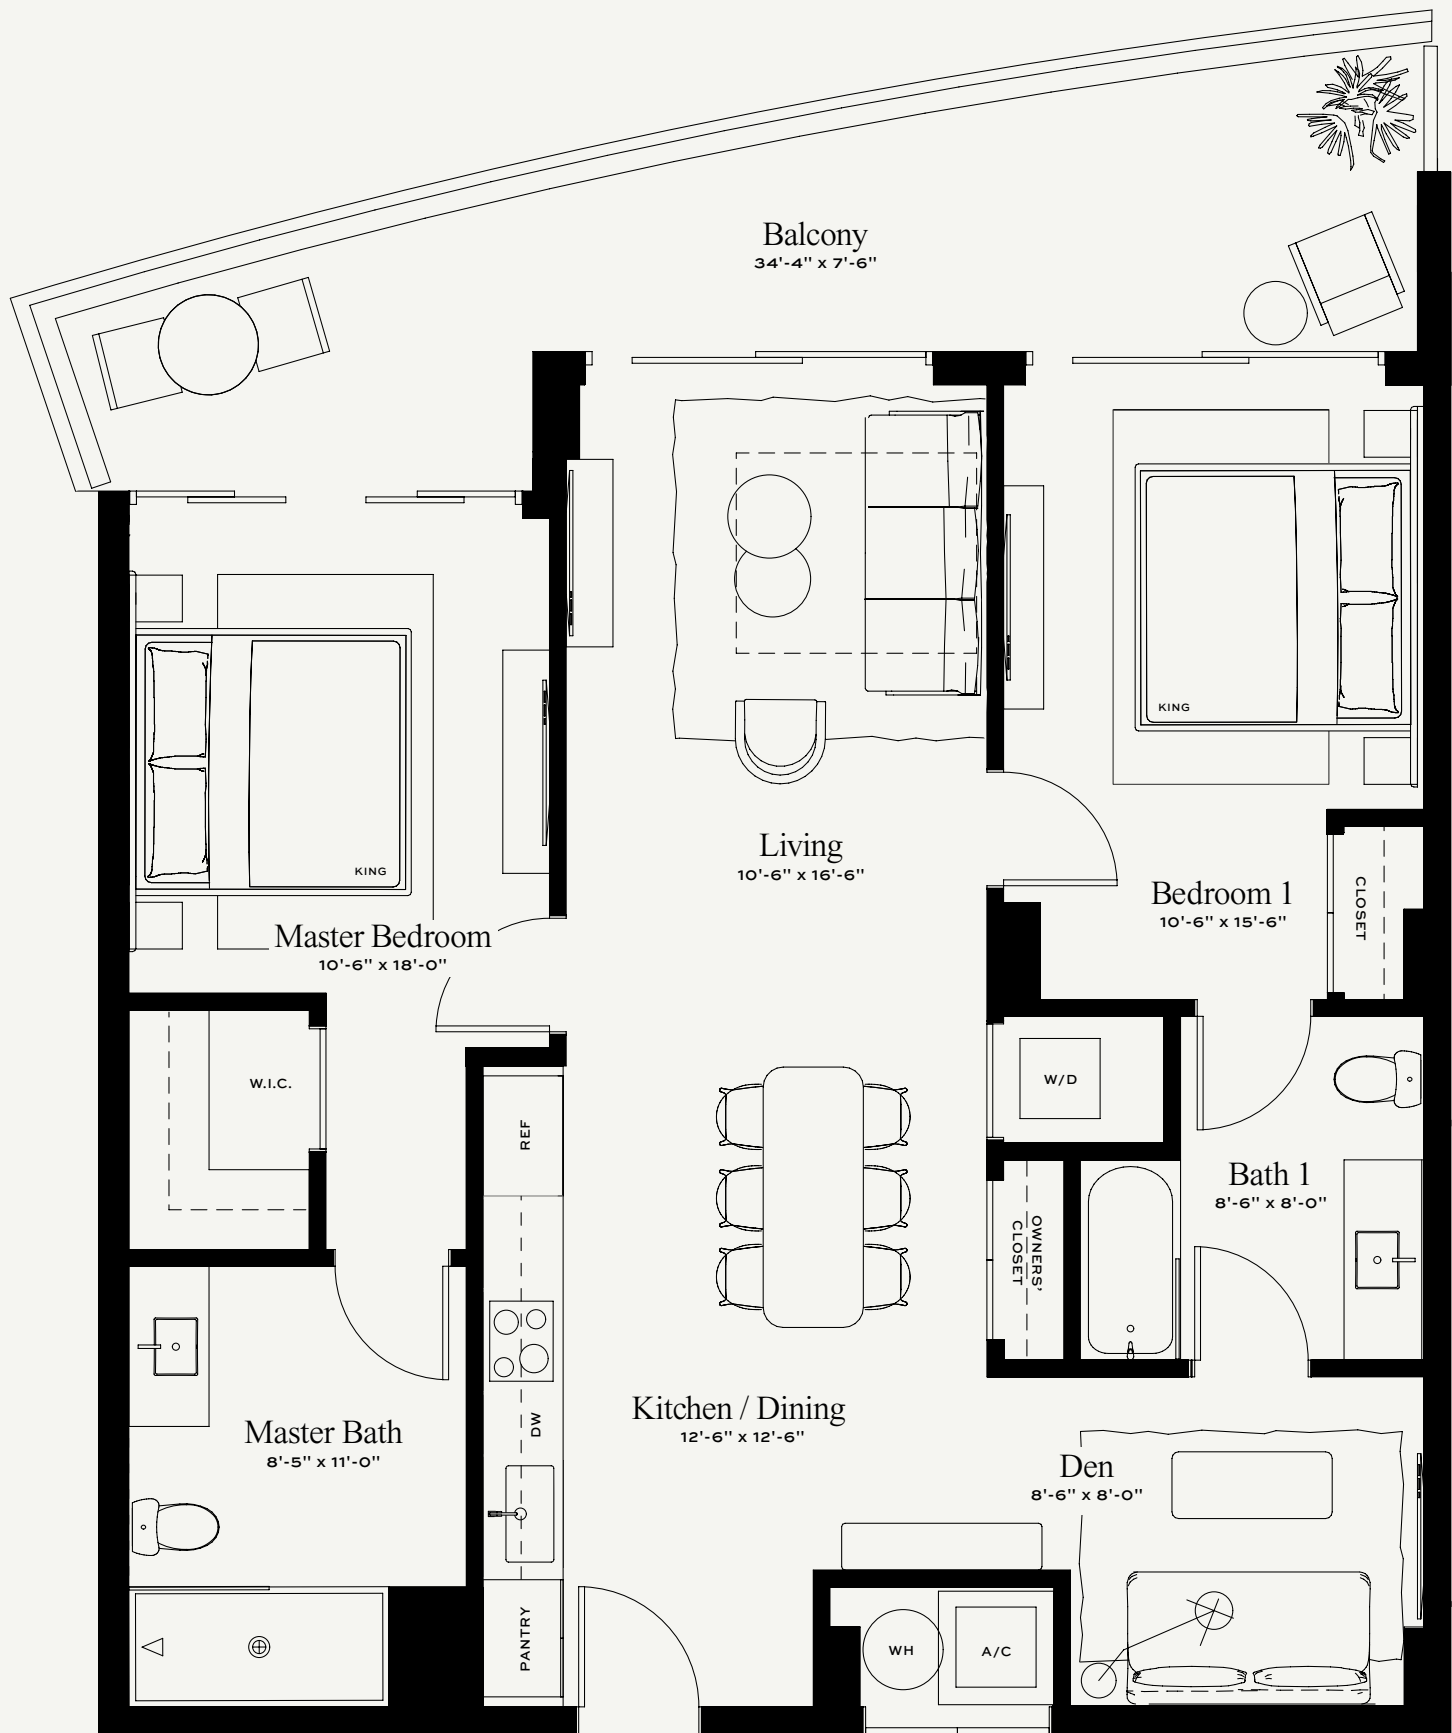 Balcony
34'-4" x 7'-6"
KING
KING
Living
10'-6" x 16'-6"
Bedroom 1
10'-6" x 15'-6"
CLOSET
Master Bedroom
10'-6" x 18'-0"
W.I.C.
REF
W/D
Bath 1
8'-6" x 8'-0"
OWNERS'
CLOSET
Kitchen / Dining
12'-6" x 12'-6"
DW
Master Bath
8'-5" x 11'-0"
Den
8'-6" x 8'-0"
PANTRY
WH
A/C